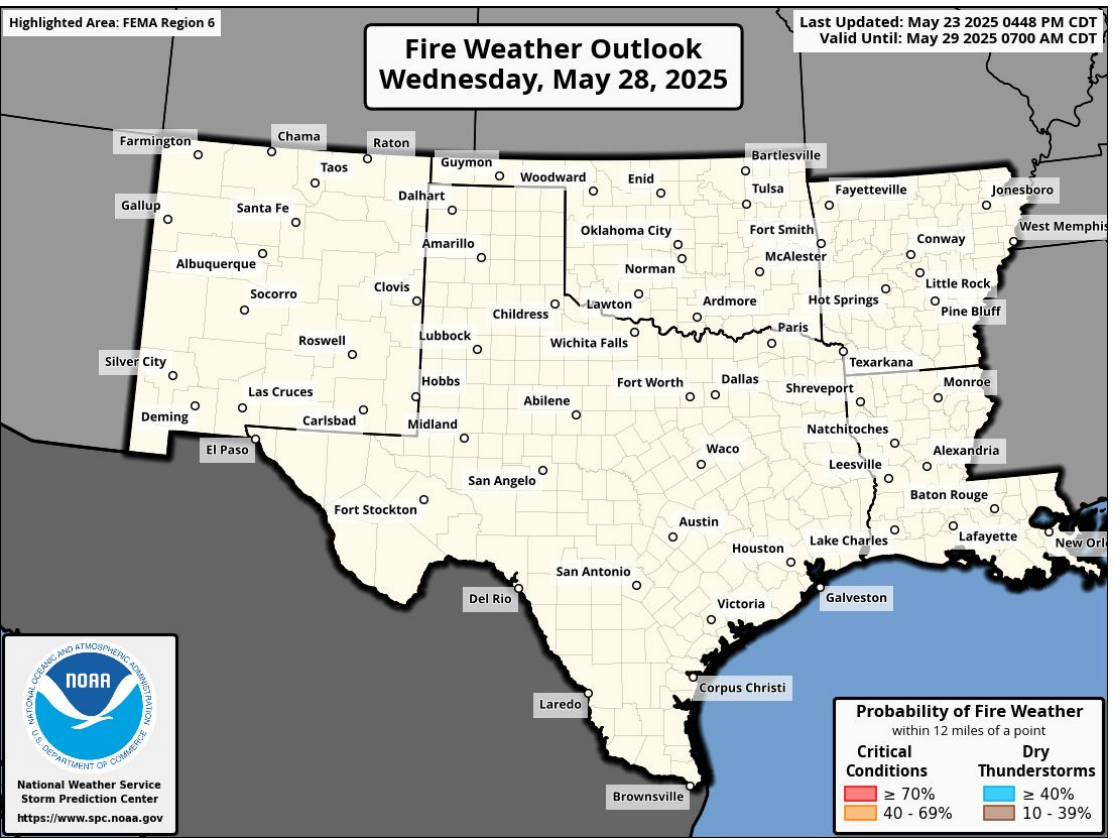 Highlighted Area: FEMA Region 6
Fire Weather Outlook
Wednesday, May 28, 2025
Last Updated: May 23 2025 0448 PM CDT
Valid Until: May 29 2025 0700 AM CDT
Farmington
Chama
Raton
Taos
Guymon
Woodward
Enid
Bartlesville
Tulsa
Fayetteville
Jonesboro
Gallup
Santa Fe
Dalhart
Oklahoma City
Fort Smith
Conway
West Memphis
Albuquerque
Amarillo
Norman
McAlester
Little Rock
Socorro
Clovis
Childress
Lawton
Ardmore
Hot Springs
Pine Bluff
Roswell
Lubbock
Wichita Falls
Paris
Texarkana
Silver City
Las Cruces
Hobbs
Fort Worth
Dallas
Shreveport
Monroe
Deming
Carlsbad
Midland
Abilene
Natchitoches
El Paso
San Angelo
Waco
Leesville
Alexandria
Fort Stockton
Austin
Baton Rouge
Houston
Lake Charles
Lafayette
New Orl
San Antonio
Del Rio
Victoria
Galveston
Laredo
Corpus Christi
Brownsville
NATIONAL OCEANIC AND ATMOSPHERIC ADMINISTRATION
NOAA
U.S. DEPARTMENT OF COMMERCE
National Weather Service
Storm Prediction Center
https://www.spc.noaa.gov
Probability of Fire Weather
within 12 miles of a point
Critical Conditions
Dry Thunderstorms
≥ 70%
≥ 40%
40 - 69%
10 - 39%